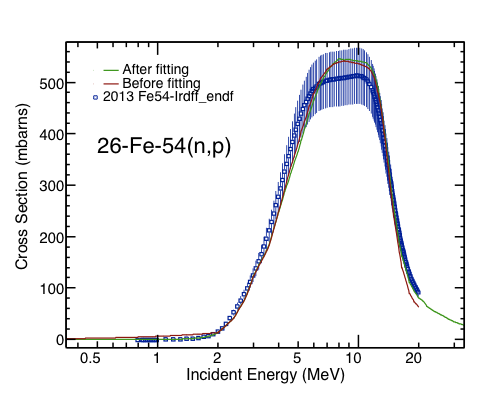 After fitting
Before fitting
2013 Fe54-Irdff_endf
26-Fe-54(n,p)
Cross Section (mbarns)
500
400
300
200
100
0
0.5 1 2 5 10 20
Incident Energy (MeV)